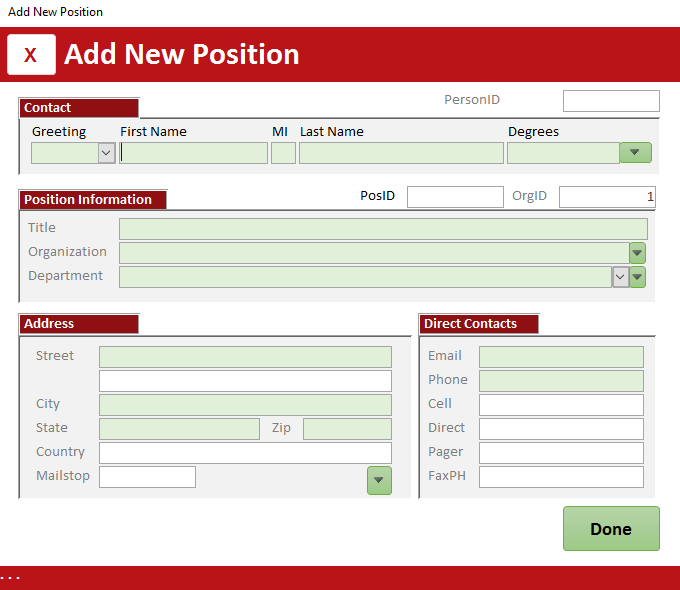 Add New Position
X Add New Position
Contact PersonID
Greeting First Name MI Last Name Degrees
Position Information PosID OrgID 1
Title
Organization
Department
Address
Street
City
State Zip
Country
Mailstop
Direct Contacts
Email
Phone
Cell
Direct
Pager
FaxPH
Done
. . .